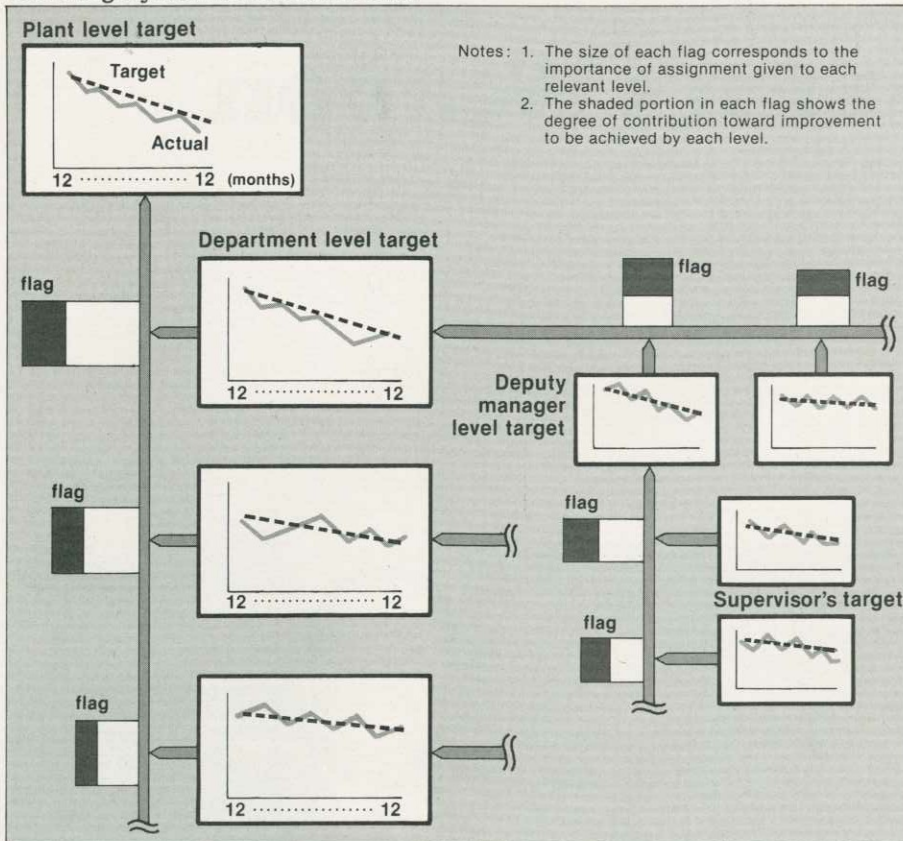 Plant level target
Target
Actual
12 ................... 12 (months)
Notes: 1. The size of each flag corresponds to the
importance of assignment given to each
relevant level.
2. The shaded portion in each flag shows the
degree of contribution toward improvement
to be achieved by each level.
Department level target
flag
12 ................... 12
flag
flag
Deputy
manager
level target
flag
12 ................... 12
flag
Supervisor's target
flag
flag
12 ................... 12